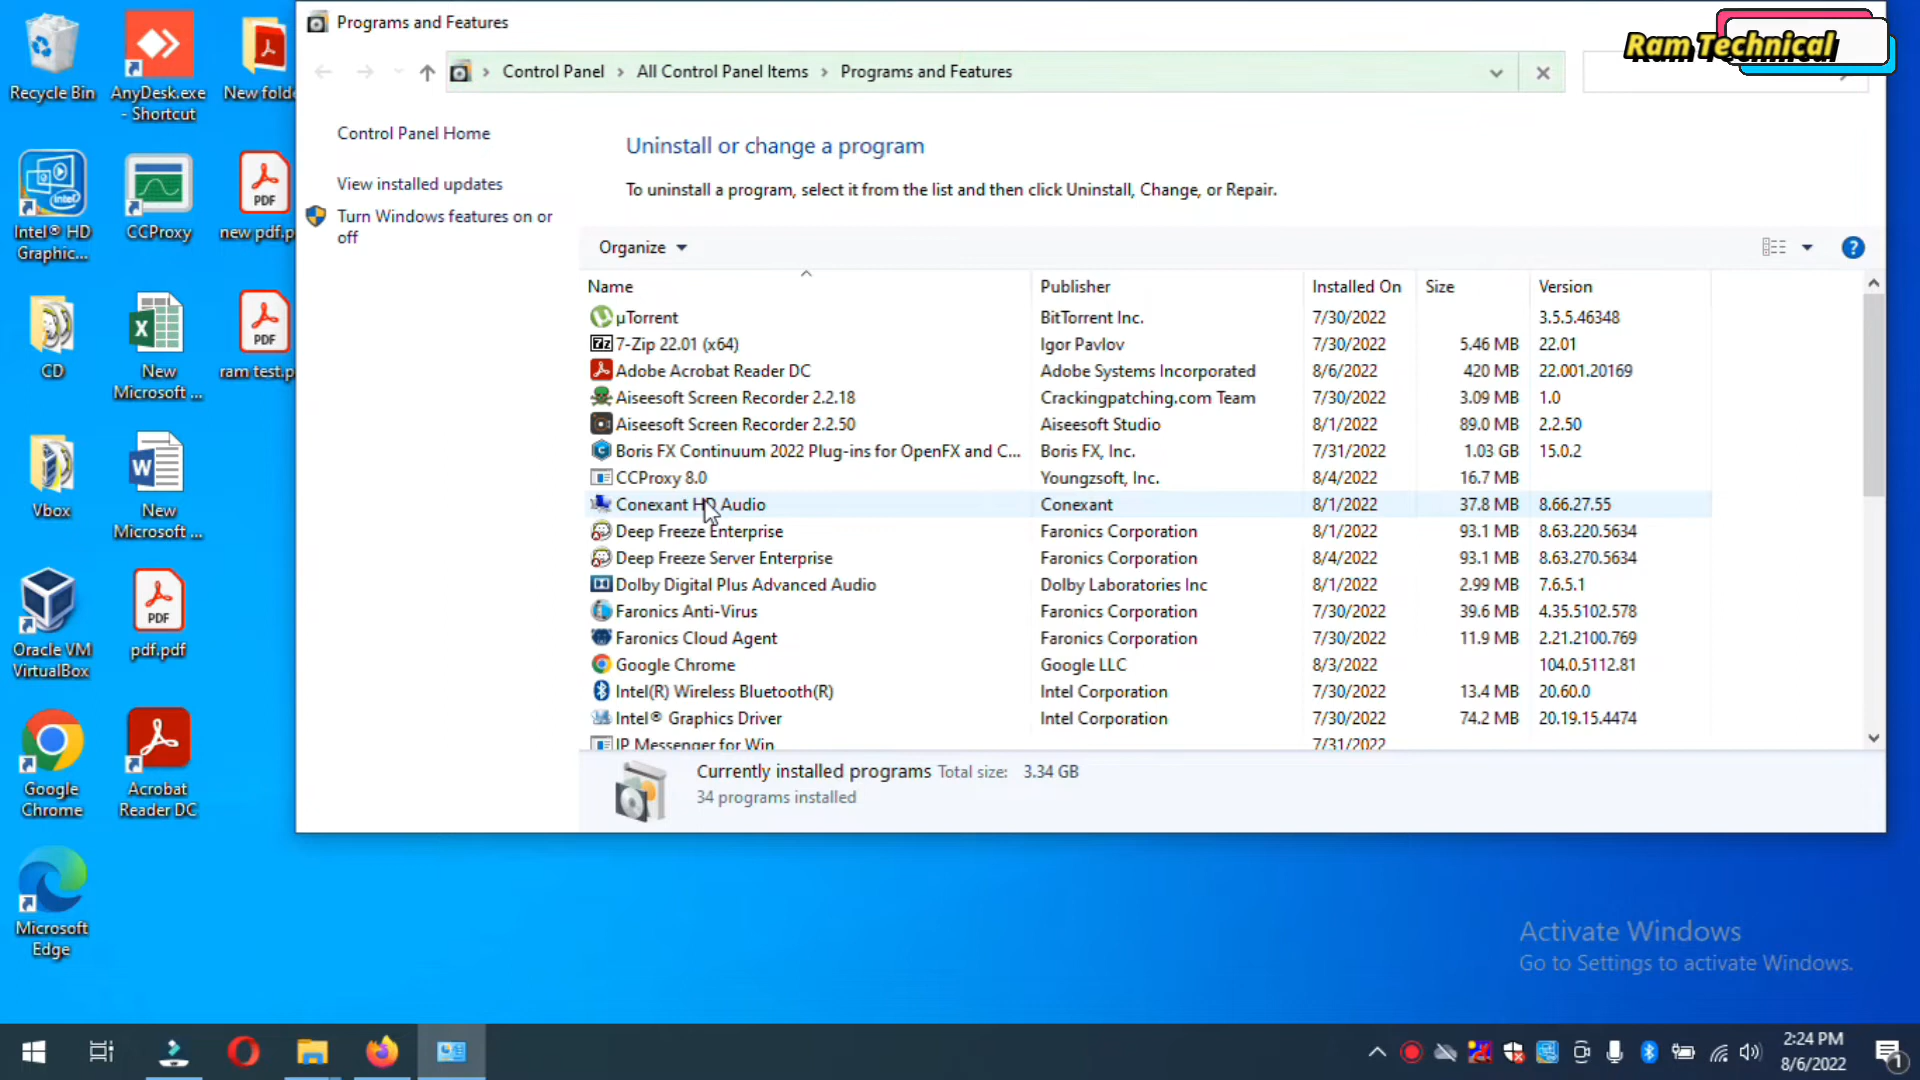 Programs and Features
Ram Technical
Control Panel
All Control Panel Items
Programs and Features
Control Panel Home
View installed updates
Turn Windows features on or
off
Uninstall or change a program
To uninstall a program, select it from the list and then click Uninstall, Change, or Repair.
Organize
Name Publisher Installed On Size Version
µTorrent BitTorrent Inc. 7/30/2022 3.5.5.46348
7-Zip 22.01 (x64) Igor Pavlov 7/30/2022 5.46 MB 22.01
Adobe Acrobat Reader DC Adobe Systems Incorporated 8/6/2022 420 MB 22.001.20169
Aiseesoft Screen Recorder 2.2.18 Crackingpatching.com Team 7/30/2022 3.09 MB 1.0
Aiseesoft Screen Recorder 2.2.50 Aiseesoft Studio 8/1/2022 89.0 MB 2.2.50
Boris FX Continuum 2022 Plug-ins for OpenFX and C... Boris FX, Inc. 7/31/2022 1.03 GB 15.0.2
CCProxy 8.0 Youngzsoft, Inc. 8/4/2022 16.7 MB
Conexant HD Audio Conexant 8/1/2022 37.8 MB 8.66.27.55
Deep Freeze Enterprise Faronics Corporation 8/1/2022 93.1 MB 8.63.220.5634
Deep Freeze Server Enterprise Faronics Corporation 8/4/2022 93.1 MB 8.63.270.5634
Dolby Digital Plus Advanced Audio Dolby Laboratories Inc 8/1/2022 2.99 MB 7.6.5.1
Faronics Anti-Virus Faronics Corporation 7/30/2022 39.6 MB 4.35.5102.578
Faronics Cloud Agent Faronics Corporation 7/30/2022 11.9 MB 2.21.2100.769
Google Chrome Google LLC 8/3/2022 104.0.5112.81
Intel(R) Wireless Bluetooth(R) Intel Corporation 7/30/2022 13.4 MB 20.60.0
Intel® Graphics Driver Intel Corporation 7/30/2022 74.2 MB 20.19.15.4474
IP Messenger for Win 7/31/2022
Currently installed programs Total size: 3.34 GB
34 programs installed
Recycle Bin
AnyDesk.exe
- Shortcut
New folde
Intel® HD
Graphic...
CCProxy
PDF
new pdf.p
CD
New
Microsoft ...
PDF
ram test.p
Vbox
New
Microsoft ...
Oracle VM
VirtualBox
PDF
pdf.pdf
Google
Chrome
Acrobat
Reader DC
Microsoft
Edge
Activate Windows
Go to Settings to activate Windows.
2:24 PM
8/6/2022
1